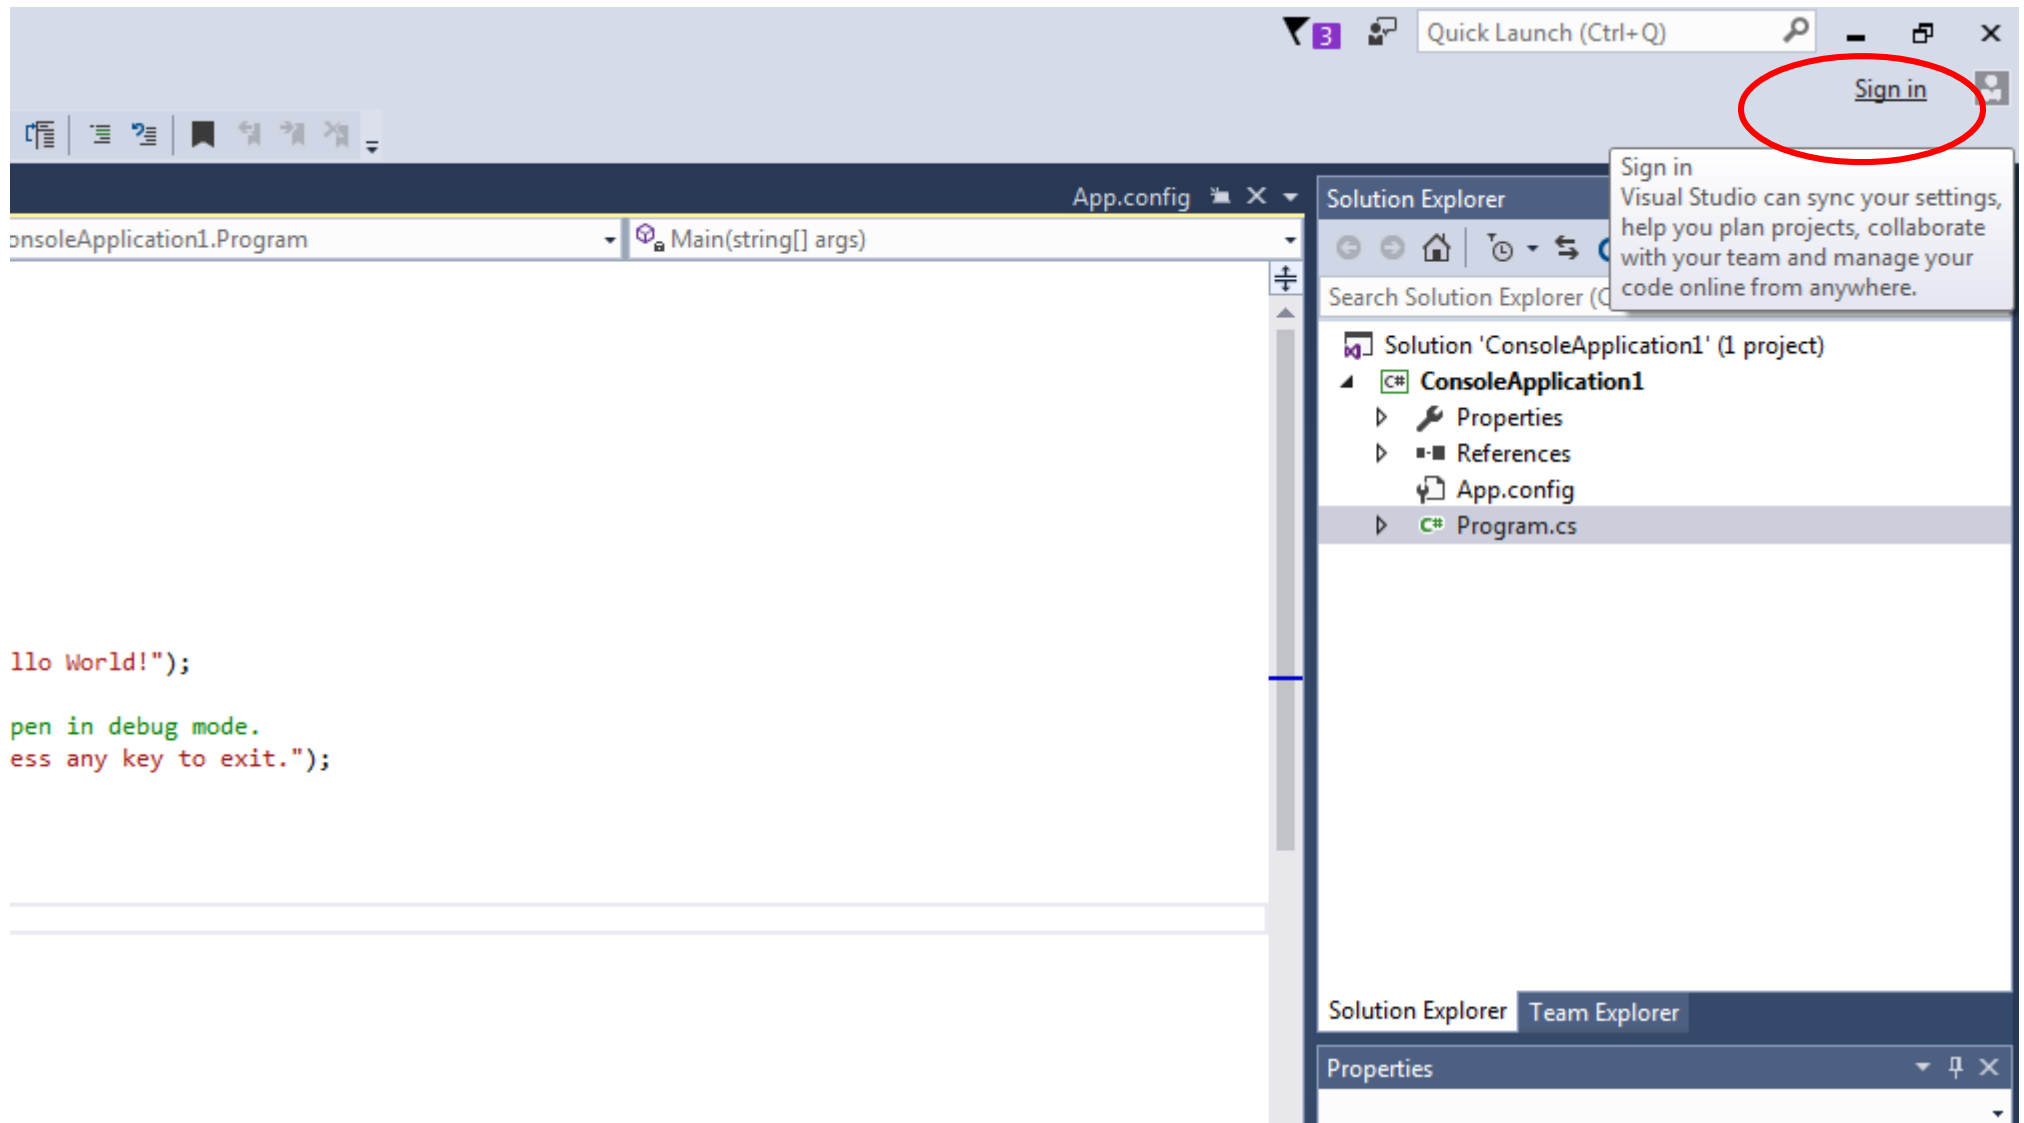 3
Quick Launch (Ctrl+Q)
Sign in
Sign in
Visual Studio can sync your settings,
help you plan projects, collaborate
with your team and manage your
code online from anywhere.
App.config
Solution Explorer
onsoleApplication1.Program
Main(string[] args)
Search Solution Explorer (C
Solution 'ConsoleApplication1' (1 project)
C# ConsoleApplication1
Properties
References
App.config
C# Program.cs
llo World!");
pen in debug mode.
ess any key to exit.");
Solution Explorer
Team Explorer
Properties